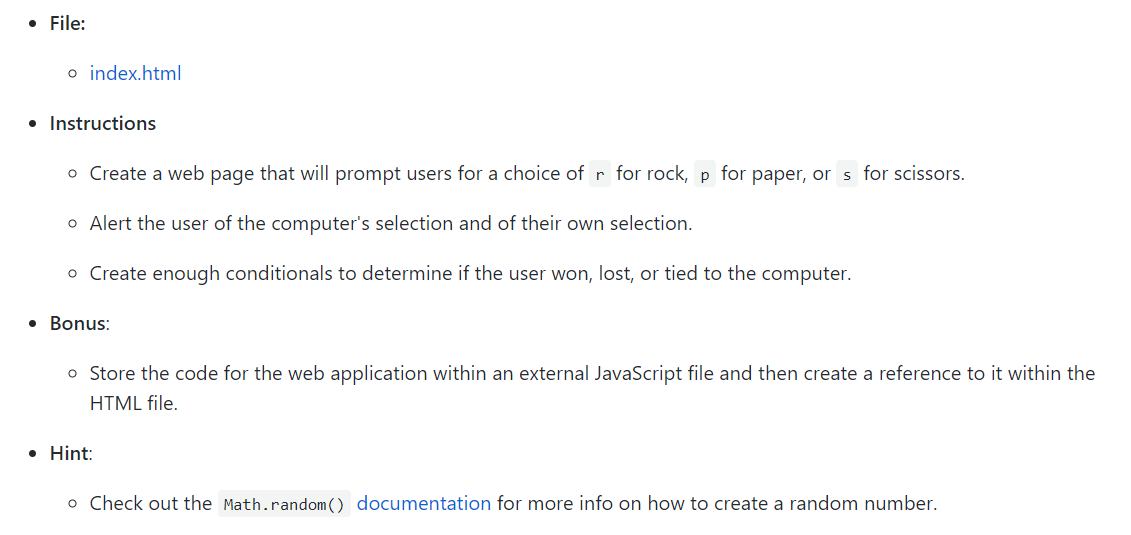 File:
index.html
Instructions
Create a web page that will prompt users for a choice of r for rock, p for paper, or s for scissors.
Alert the user of the computer's selection and of their own selection.
Create enough conditionals to determine if the user won, lost, or tied to the computer.
Bonus:
Store the code for the web application within an external JavaScript file and then create a reference to it within the
HTML file.
Hint:
Check out the Math.random() documentation for more info on how to create a random number.